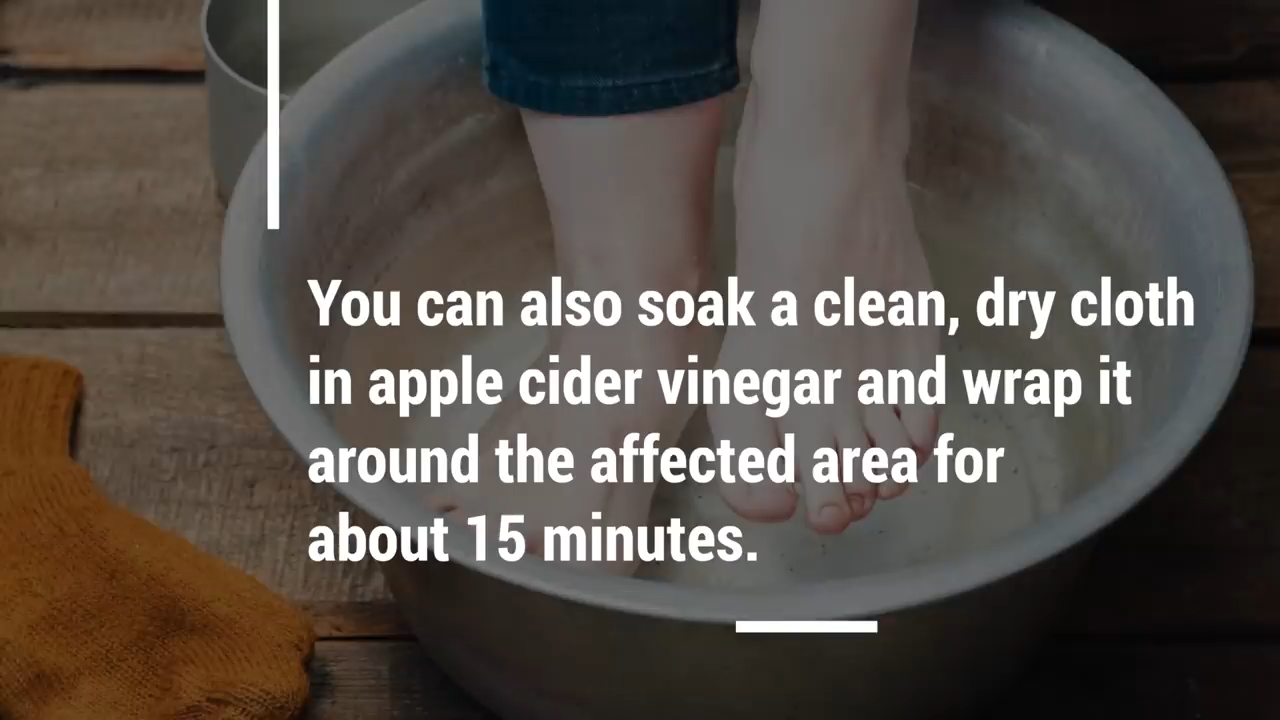 You can also soak a clean, dry cloth
in apple cider vinegar and wrap it
around the affected area for
about 15 minutes.